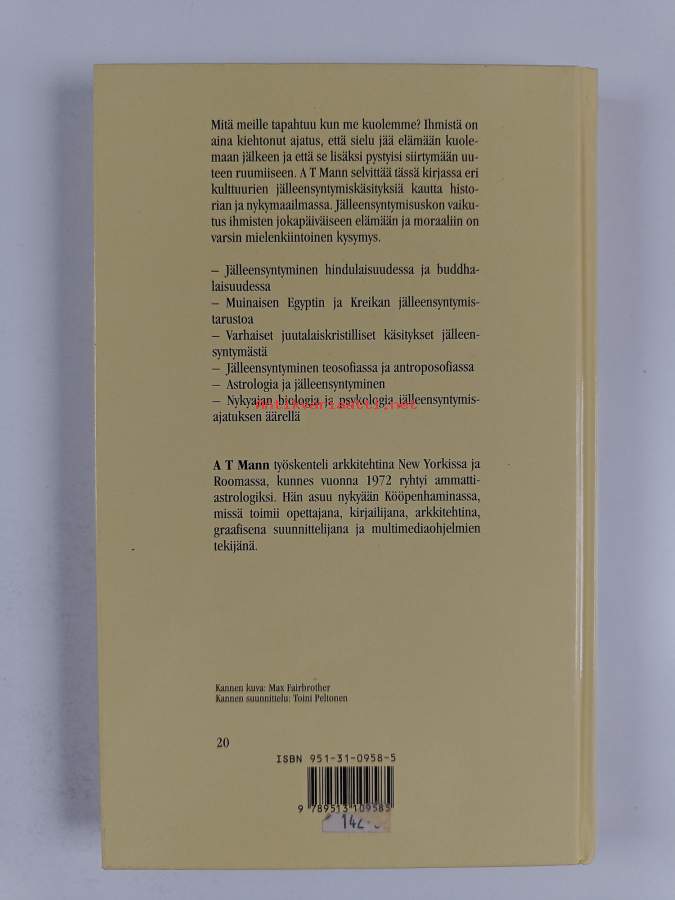 Mitä meille tapahtuu kun me kuolemme? Ihmistä on
aina kiehtonut ajatus, että sielu jää elämään kuole-
maan jälkeen ja että se lisäksi pystyisi siirtymään uu-
teen ruumiiseen. A T Mann selvittää tässä kirjassa eri
kulttuurien jälleensyntymiskäsityksiä kautta histo-
rian ja nykymaailmassa. Jälleensyntymisuskon vaiku-
tus ihmisten jokapäiväiseen elämään ja moraaliin on
varsin mielenkiintoinen kysymys.
– Jälleensyntyminen hindulaisuudessa ja buddha-
laisuudessa
– Muinaisen Egyptin ja Kreikan jälleensyntymis-
tarustoa
– Varhaiset juutalaiskristilliset käsitykset jälleen-
syntymästä
– Jälleensyntyminen teosofiassa ja antroposofiassa
– Astrologia ja jälleensyntyminen
– Nykyajan biologia ja psykologia jälleensyntymis-
Antikvariaatti.net
ajatuksen äärellä
A T Mann työskenteli arkkitehtina New Yorkissa ja
Roomassa, kunnes vuonna 1972 ryhtyi ammatti-
astrologiksi. Hän asuu nykyään Kööpenhaminassa,
missä toimii opettajana, kirjailijana, arkkitehtina,
graafisena suunnittelijana ja multimediaohjelmien
tekijänä.
Kannen kuva: Max Fairbrother
Kannen suunnittelu: Toini Peltonen
20
ISBN 951-31-0958-5
9 789513 109585
142-